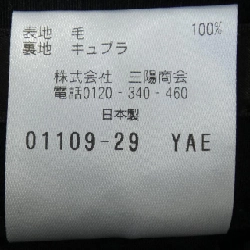 表地 毛 100%
裏地 キュプラ
株式会社 三陽商会
電話0120-340-460
日本製
01109-29 YAE